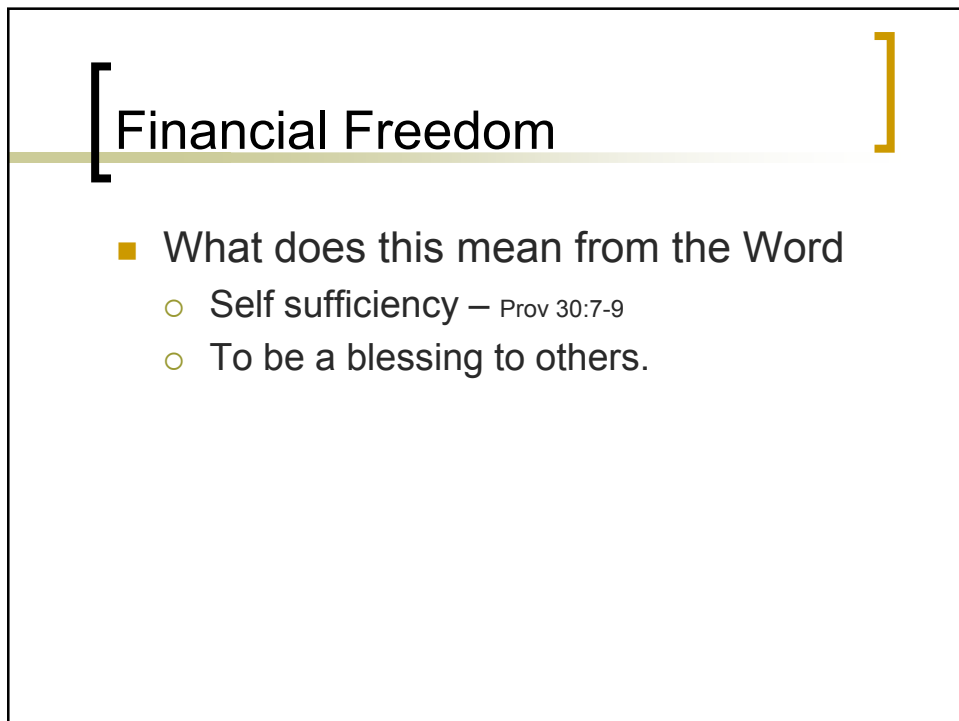 Financial Freedom
What does this mean from the Word
Self sufficiency – Prov 30:7-9
To be a blessing to others.